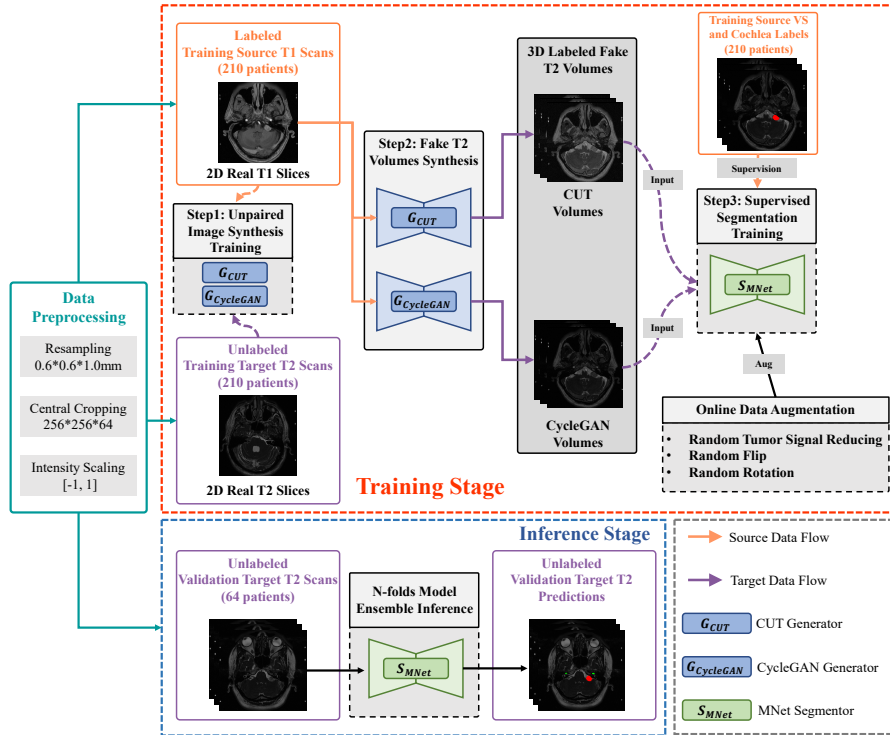 Data
Preprocessing
Resampling
0.6*0.6*1.0mm
Central Cropping
256*256*64
Intensity Scaling
[-1, 1]
Labeled
Training Source T1 Scans
(210 patients)
2D Real T1 Slices
Step1: Unpaired
Image Synthesis
Training
G_CUT
G_CycleGAN
Unlabeled
Training Target T2 Scans
(210 patients)
2D Real T2 Slices
Step2: Fake T2
Volumes Synthesis
G_CUT
G_CycleGAN
3D Labeled Fake
T2 Volumes
CUT
Volumes
CycleGAN
Volumes
Input
Input
Training Source VS
and Cochlea Labels
(210 patients)
Supervision
Step3: Supervised
Segmentation
Training
S_MNet
Aug
Online Data Augmentation
• Random Tumor Signal Reducing
• Random Flip
• Random Rotation
Training Stage
Inference Stage
Unlabeled
Validation Target T2 Scans
(64 patients)
N-folds Model
Ensemble Inference
S_MNet
Unlabeled
Validation Target T2
Predictions
Source Data Flow
Target Data Flow
G_CUT CUT Generator
G_CycleGAN CycleGAN Generator
S_MNet MNet Segmentor